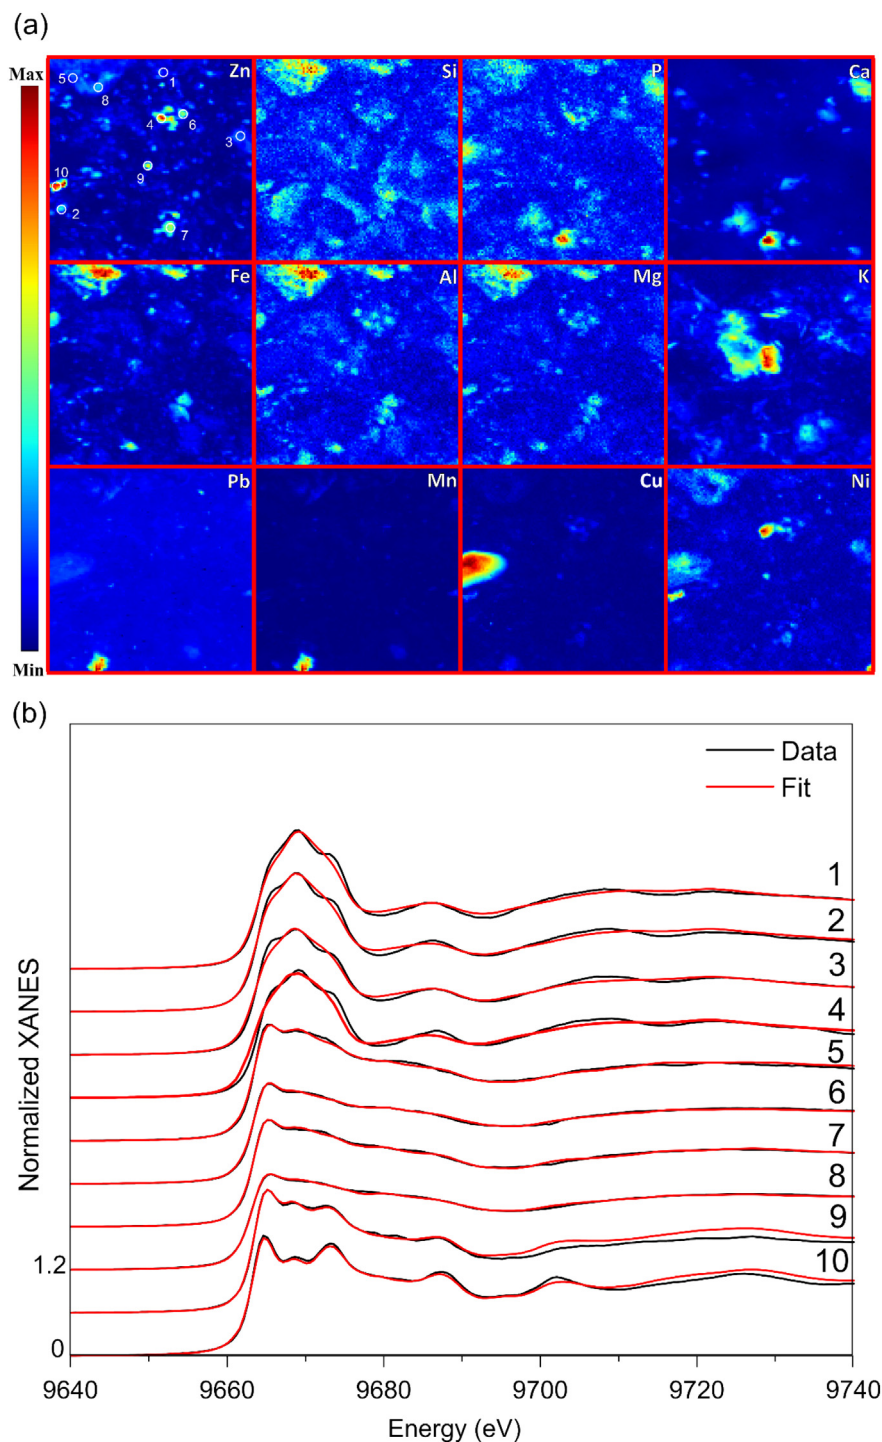 (a)
Max
Zn
Si
P
Ca
5
1
8
4
6
3
9
10
2
7
Fe
Al
Mg
K
Pb
Mn
Cu
Ni
Min
(b)
Data
Fit
1
2
3
4
5
6
7
8
9
10
Normalized XANES
1.2
0
9640 9660 9680 9700 9720 9740
Energy (eV)